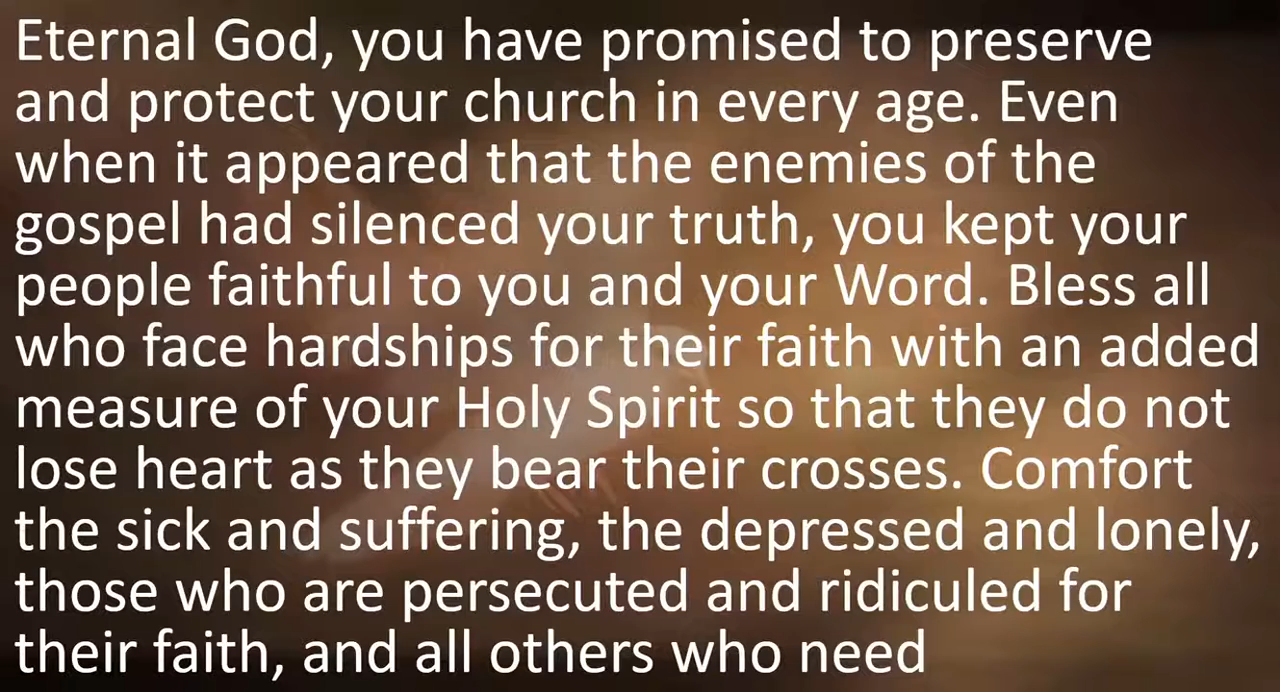 Eternal God, you have promised to preserve
and protect your church in every age. Even
when it appeared that the enemies of the
gospel had silenced your truth, you kept your
people faithful to you and your Word. Bless all
who face hardships for their faith with an added
measure of your Holy Spirit so that they do not
lose heart as they bear their crosses. Comfort
the sick and suffering, the depressed and lonely,
those who are persecuted and ridiculed for
their faith, and all others who need